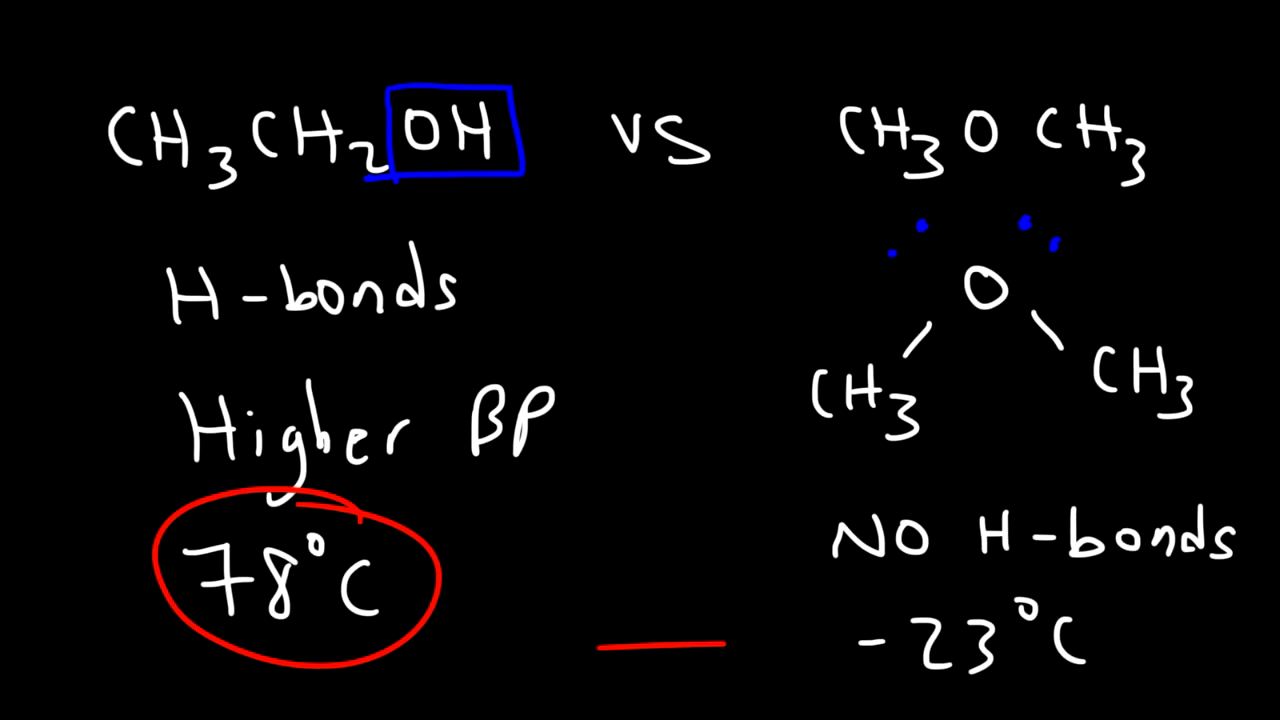 CH₃CH₂OH vs CH₃OCH₃
O
CH₃ CH₃
H-bonds
Higher BP
78°C
NO H-bonds
-23°C